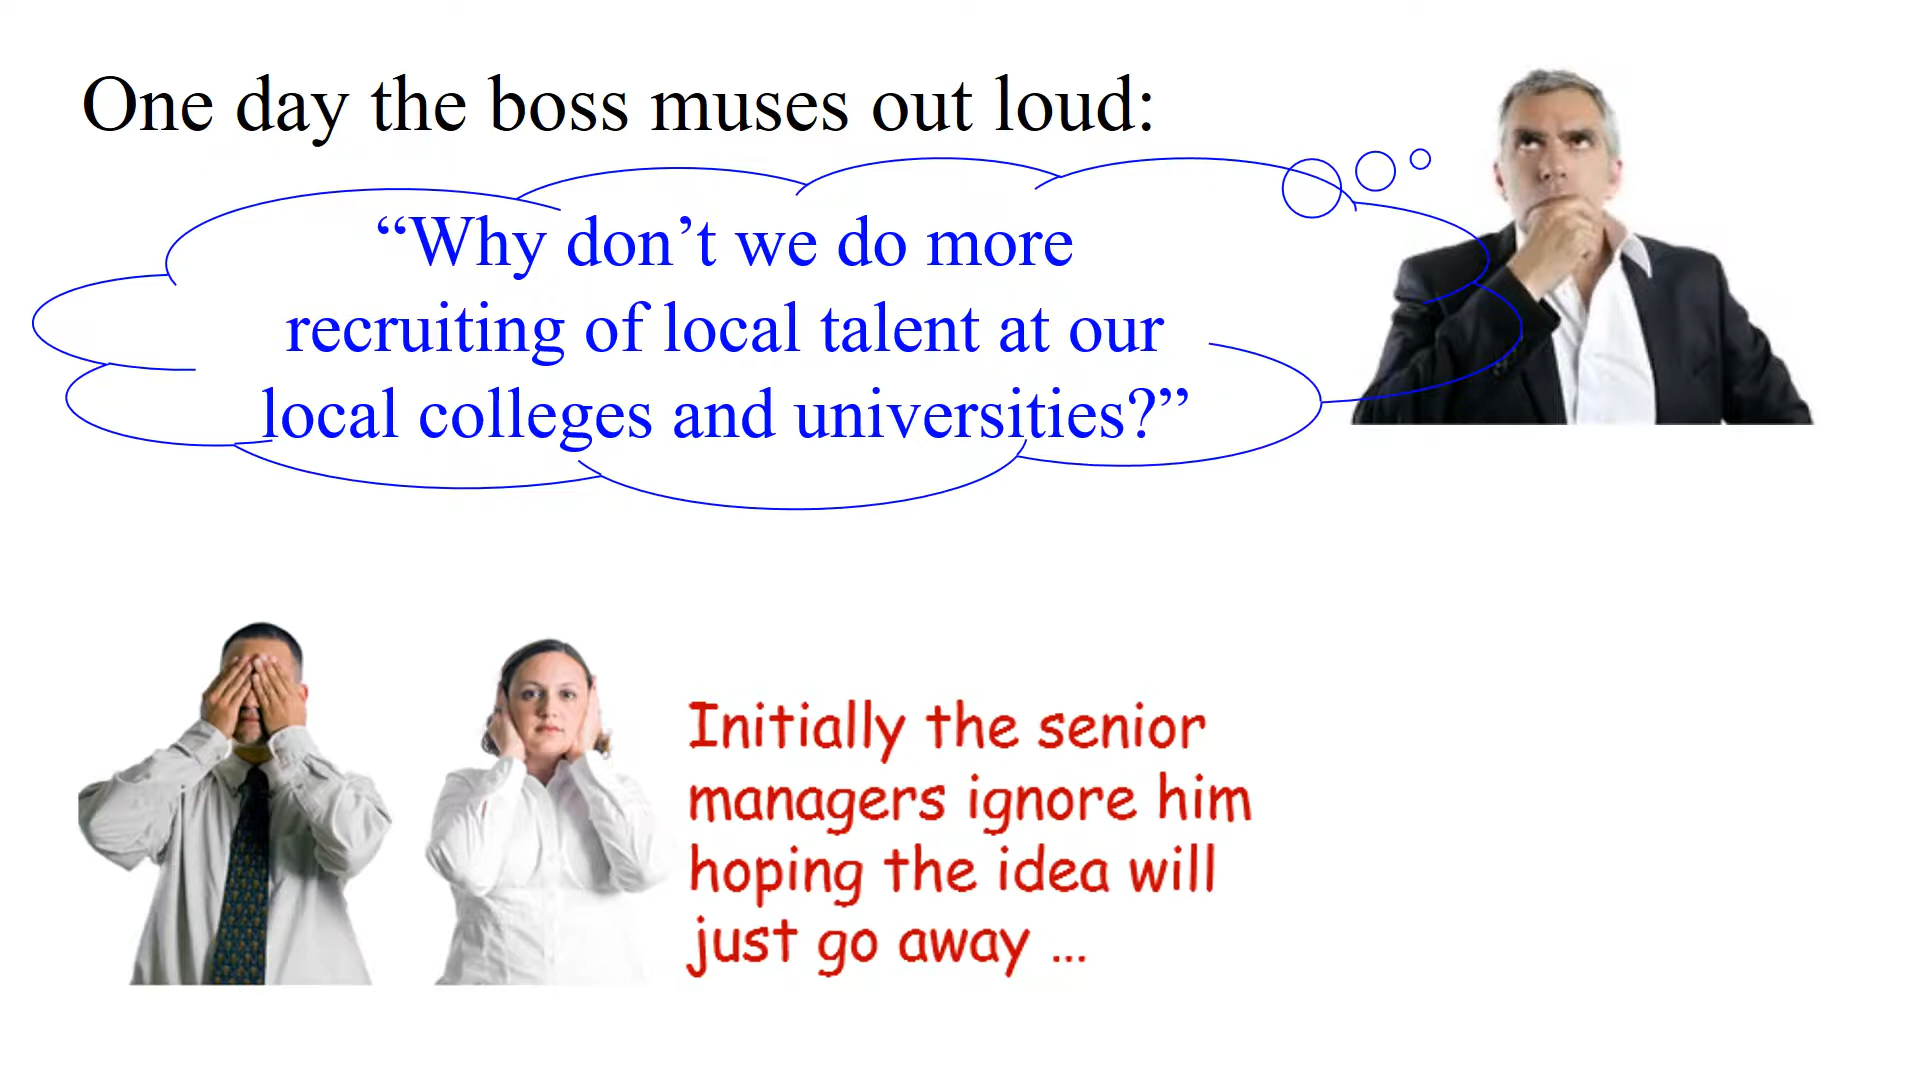 One day the boss muses out loud:
“Why don’t we do more
recruiting of local talent at our
local colleges and universities?”
Initially the senior
managers ignore him
hoping the idea will
just go away ...